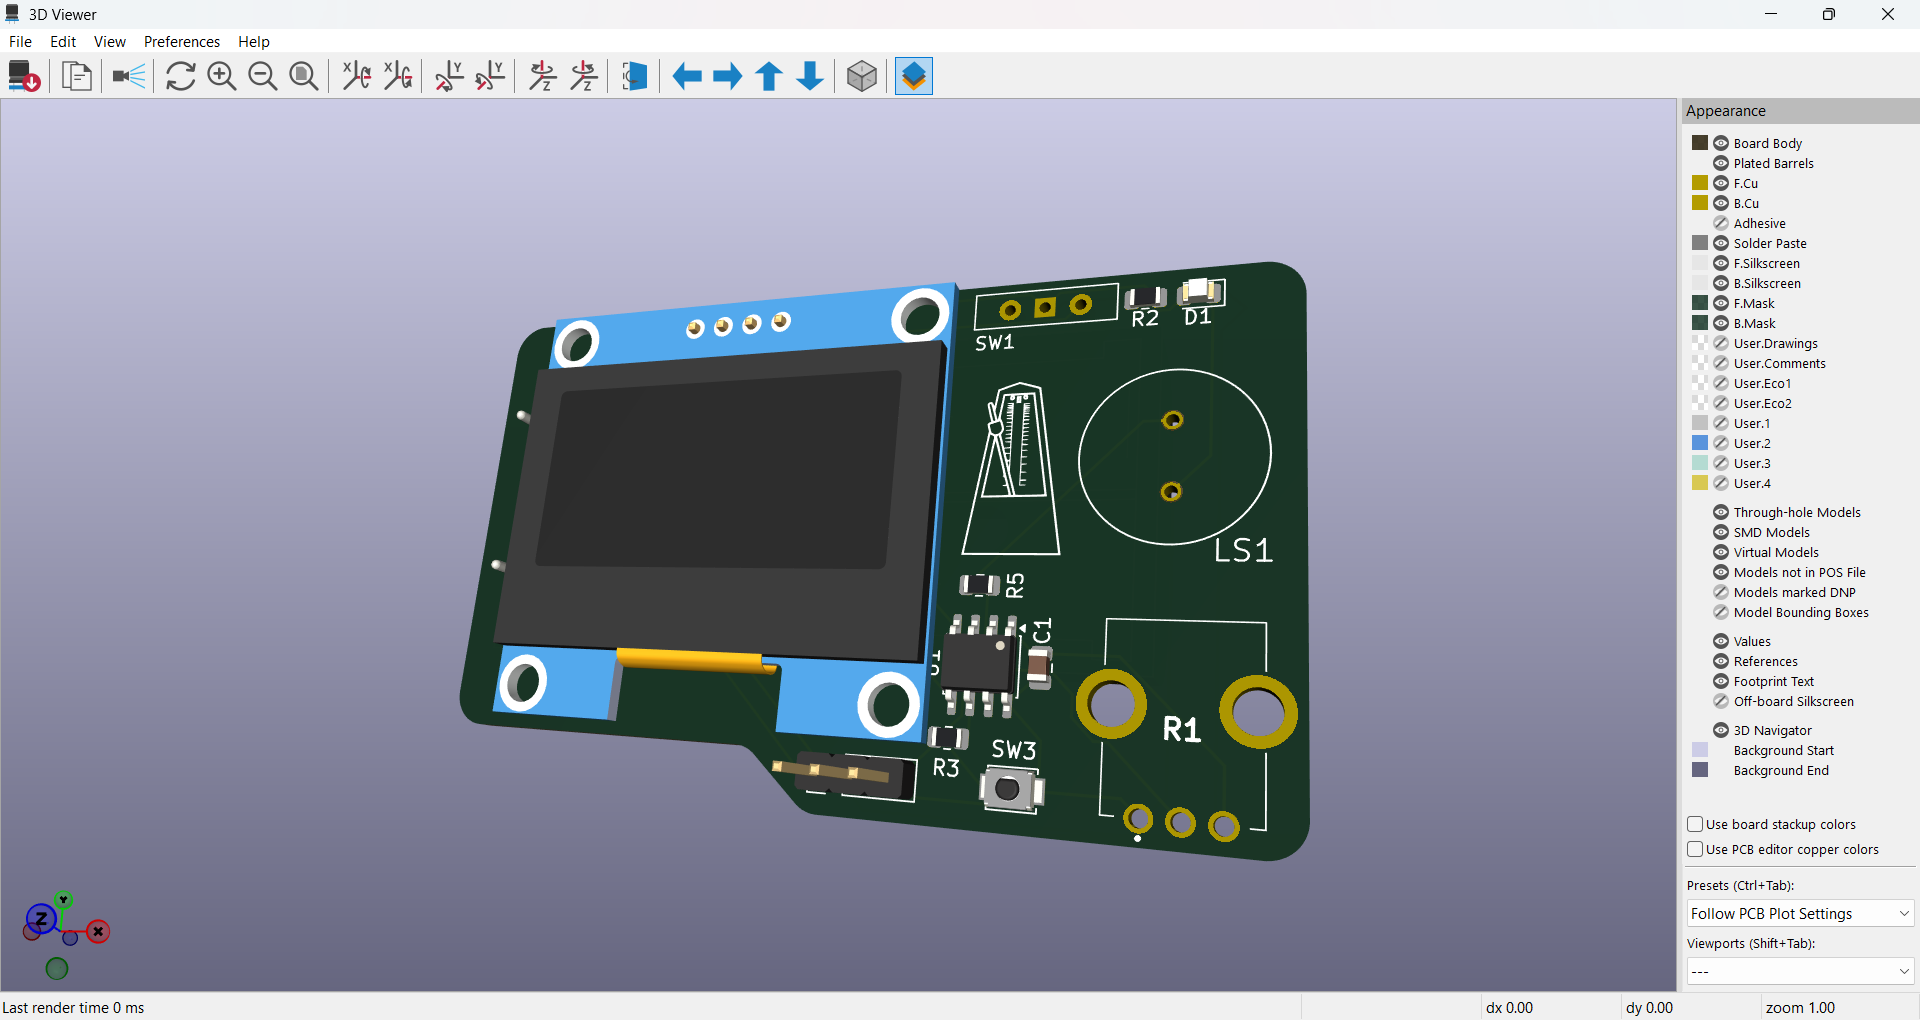 3D Viewer
File Edit View Preferences Help
Appearance
Board Body
Plated Barrels
F.Cu
B.Cu
Adhesive
Solder Paste
F.Silkscreen
B.Silkscreen
F.Mask
B.Mask
User.Drawings
User.Comments
User.Eco1
User.Eco2
User.1
User.2
User.3
User.4
Through-hole Models
SMD Models
Virtual Models
Models not in POS File
Models marked DNP
Model Bounding Boxes
Values
References
Footprint Text
Off-board Silkscreen
3D Navigator
Background Start
Background End
Use board stackup colors
Use PCB editor copper colors
Presets (Ctrl+Tab):
Follow PCB Plot Settings
Viewports (Shift+Tab):
---
SW1
R2
D1
LS1
R5
C1
R1
R3
SW3
Y
Z
X
Last render time 0 ms
dx 0.00
dy 0.00
zoom 1.00